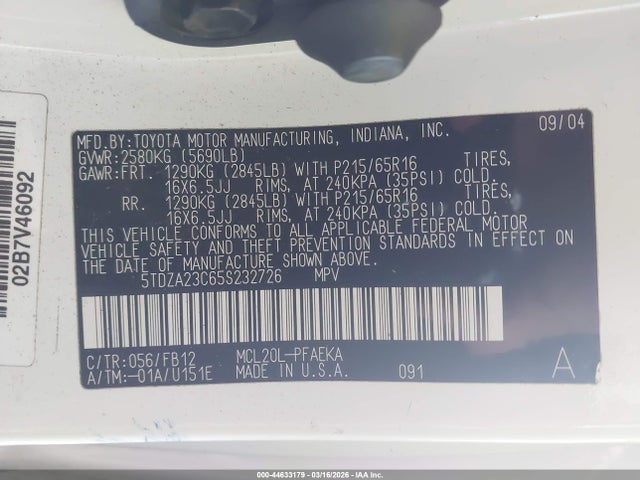 02B7V46092
MFD.BY:TOYOTA MOTOR MANUFACTURING, INDIANA, INC. 09/04
GVWR:2580KG (5690LB)
GAWR:FRT. 1290KG (2845LB) WITH P215/65R16 TIRES,
16X6.5JJ RIMS, AT 240KPA (35PSI) COLD.
RR. 1290KG (2845LB) WITH P215/65R16 TIRES,
16X6.5JJ RIMS, AT 240KPA (35PSI) COLD.
THIS VEHICLE CONFORMS TO ALL APPLICABLE FEDERAL MOTOR
VEHICLE SAFETY AND THEFT PREVENTION STANDARDS IN EFFECT ON
THE DATE OF MANUFACTURE SHOWN ABOVE.
5TDZA23C65S232726 MPV
C/TR:056/FB12 MCL20L-PFAEKA
A/TM:-01A/U151E MADE IN U.S.A. 091 A
000-44633179 - 03/16/2026 - IAAI.COM